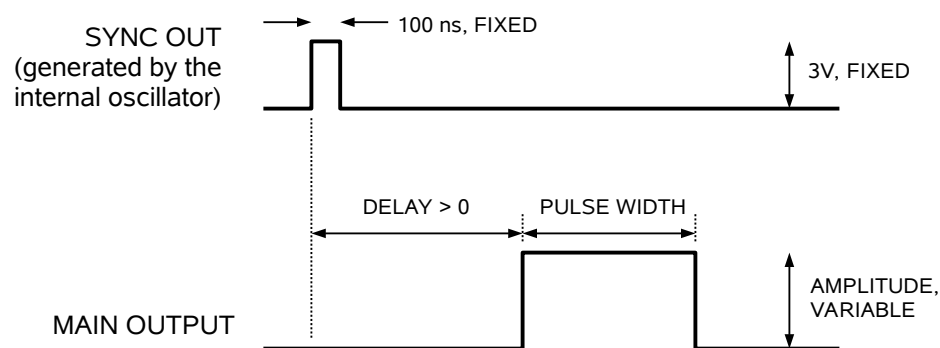 100 ns, FIXED
SYNC OUT
(generated by the
internal oscillator)
3V, FIXED
DELAY > 0
PULSE WIDTH
AMPLITUDE,
VARIABLE
MAIN OUTPUT